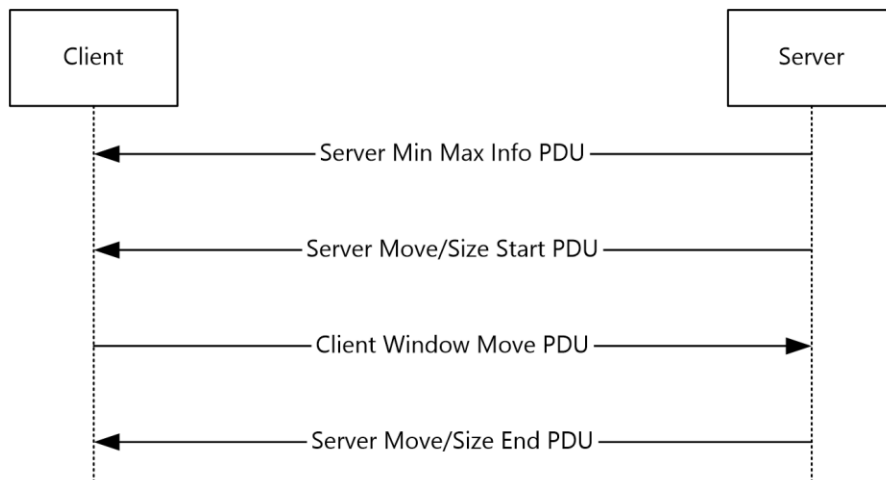 Client
Server
Server Min Max Info PDU
Server Move/Size Start PDU
Client Window Move PDU
Server Move/Size End PDU